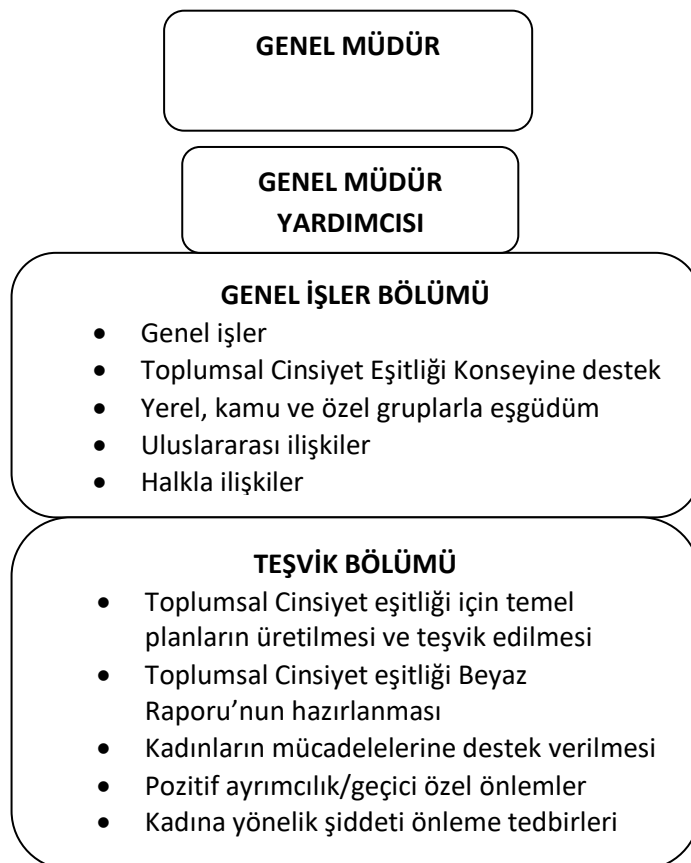 GENEL MÜDÜR
GENEL MÜDÜR
YARDIMCISI
GENEL İŞLER BÖLÜMÜ
• Genel işler
• Toplumsal Cinsiyet Eşitliği Konseyine destek
• Yerel, kamu ve özel gruplarla eşgüdüm
• Uluslararası ilişkiler
• Halkla ilişkiler
TEŞVİK BÖLÜMÜ
• Toplumsal Cinsiyet eşitliği için temel
planların üretilmesi ve teşvik edilmesi
• Toplumsal Cinsiyet eşitliği Beyaz
Raporu’nun hazırlanması
• Kadınların mücadelelerine destek verilmesi
• Pozitif ayrımcılık/geçici özel önlemler
• Kadına yönelik şiddeti önleme tedbirleri